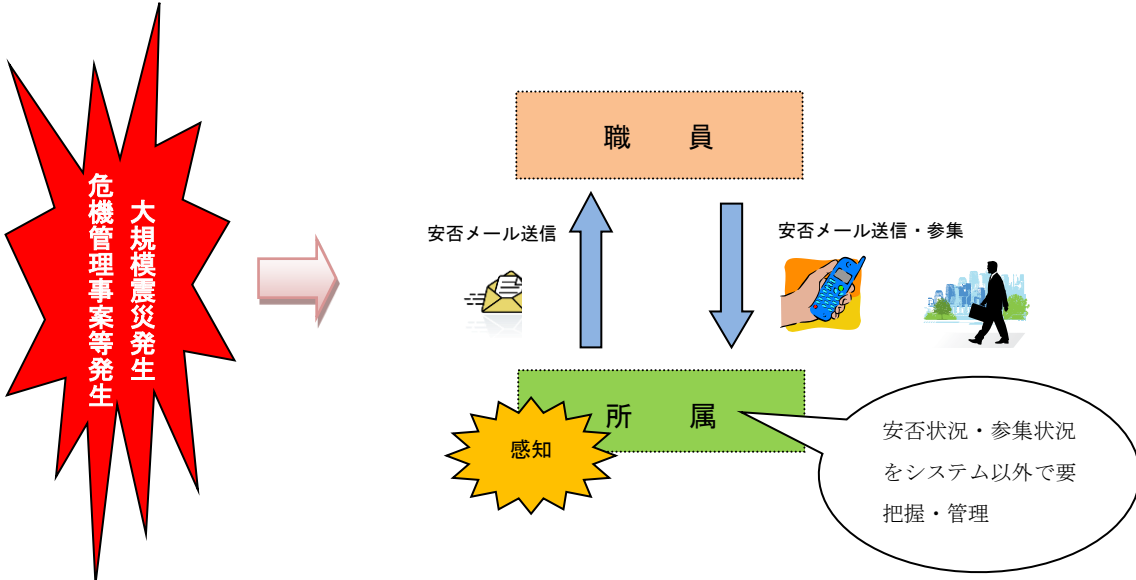 大規模震災発生
危機管理事案等発生
職　員
安否メール送信
安否メール送信・参集
所　属
感知
安否状況・参集状況
をシステム以外で要
把握・管理